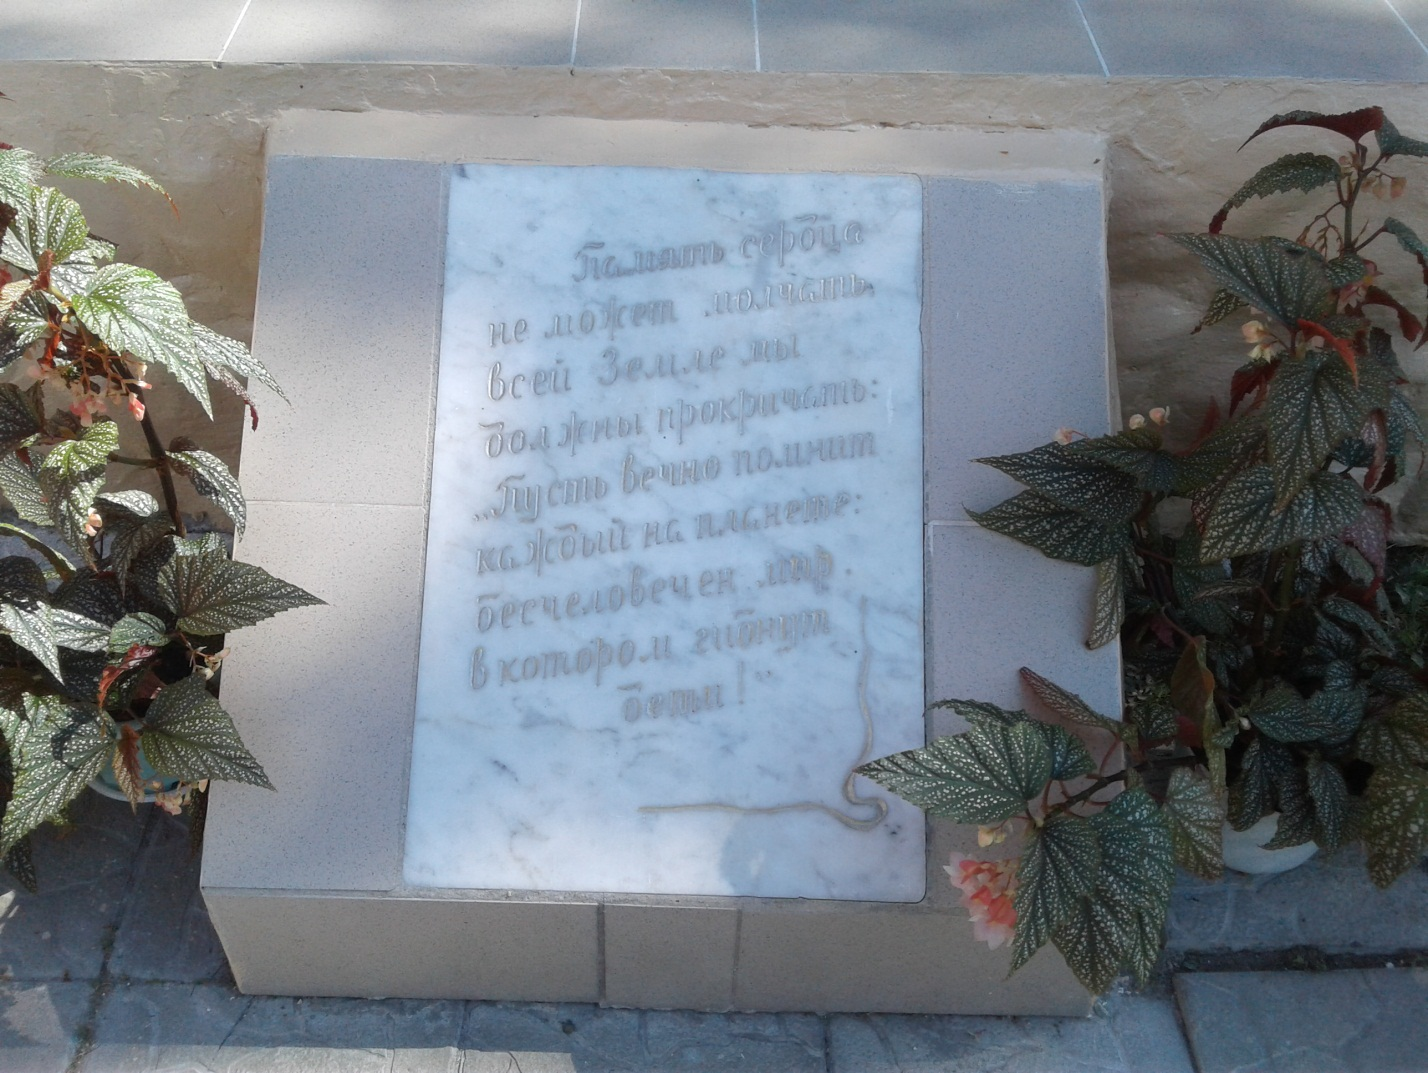 Память сердца
не может молчать,
всей Земле мы
должны прокричать:
„Пусть вечно помнит
каждый на планете:
бесчеловечен мир,
в котором гибнут
дети!"